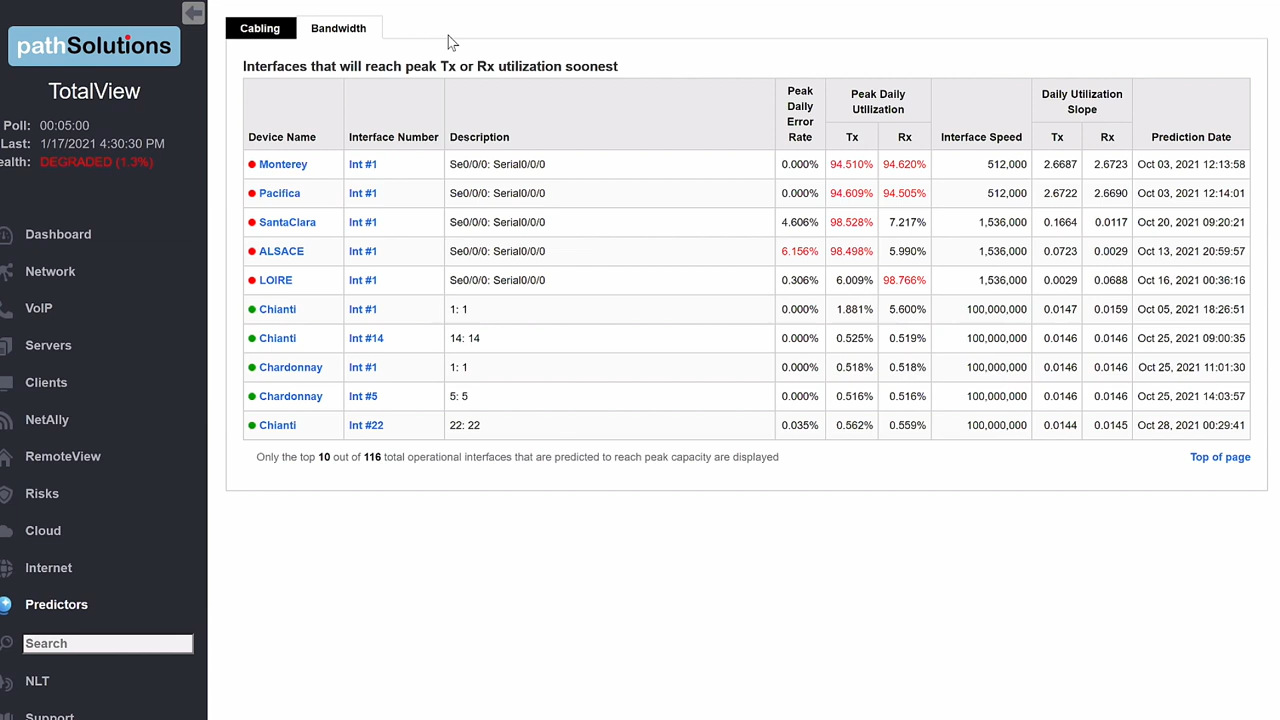 pathSolutions
TotalView
Poll: 00:05:00
Last: 1/17/2021 4:30:30 PM
ealth: DEGRADED (1.3%)
Dashboard
Network
VoIP
Servers
Clients
NetAlly
RemoteView
Risks
Cloud
Internet
Predictors
Search
NLT
Support
Cabling Bandwidth
Interfaces that will reach peak Tx or Rx utilization soonest
Device Name Interface Number Description Peak Daily Error Rate Peak Daily Utilization Tx Rx Interface Speed Daily Utilization Slope Tx Rx Prediction Date
Monterey Int #1 Se0/0/0: Serial0/0/0 0.000% 94.510% 94.620% 512,000 2.6687 2.6723 Oct 03, 2021 12:13:58
Pacifica Int #1 Se0/0/0: Serial0/0/0 0.000% 94.609% 94.505% 512,000 2.6722 2.6690 Oct 03, 2021 12:14:01
SantaClara Int #1 Se0/0/0: Serial0/0/0 4.606% 98.528% 7.217% 1,536,000 0.1664 0.0117 Oct 20, 2021 09:20:21
ALSACE Int #1 Se0/0/0: Serial0/0/0 6.156% 98.498% 5.990% 1,536,000 0.0723 0.0029 Oct 13, 2021 20:59:57
LOIRE Int #1 Se0/0/0: Serial0/0/0 0.306% 6.009% 98.766% 1,536,000 0.0029 0.0688 Oct 16, 2021 00:36:16
Chianti Int #1 1: 1 0.000% 1.881% 5.600% 100,000,000 0.0147 0.0159 Oct 05, 2021 18:26:51
Chianti Int #14 14: 14 0.000% 0.525% 0.519% 100,000,000 0.0146 0.0146 Oct 25, 2021 09:00:35
Chardonnay Int #1 1: 1 0.000% 0.518% 0.518% 100,000,000 0.0146 0.0146 Oct 25, 2021 11:01:30
Chardonnay Int #5 5: 5 0.000% 0.516% 0.516% 100,000,000 0.0146 0.0146 Oct 25, 2021 14:03:57
Chianti Int #22 22: 22 0.035% 0.562% 0.559% 100,000,000 0.0144 0.0145 Oct 28, 2021 00:29:41
Only the top 10 out of 116 total operational interfaces that are predicted to reach peak capacity are displayed Top of page